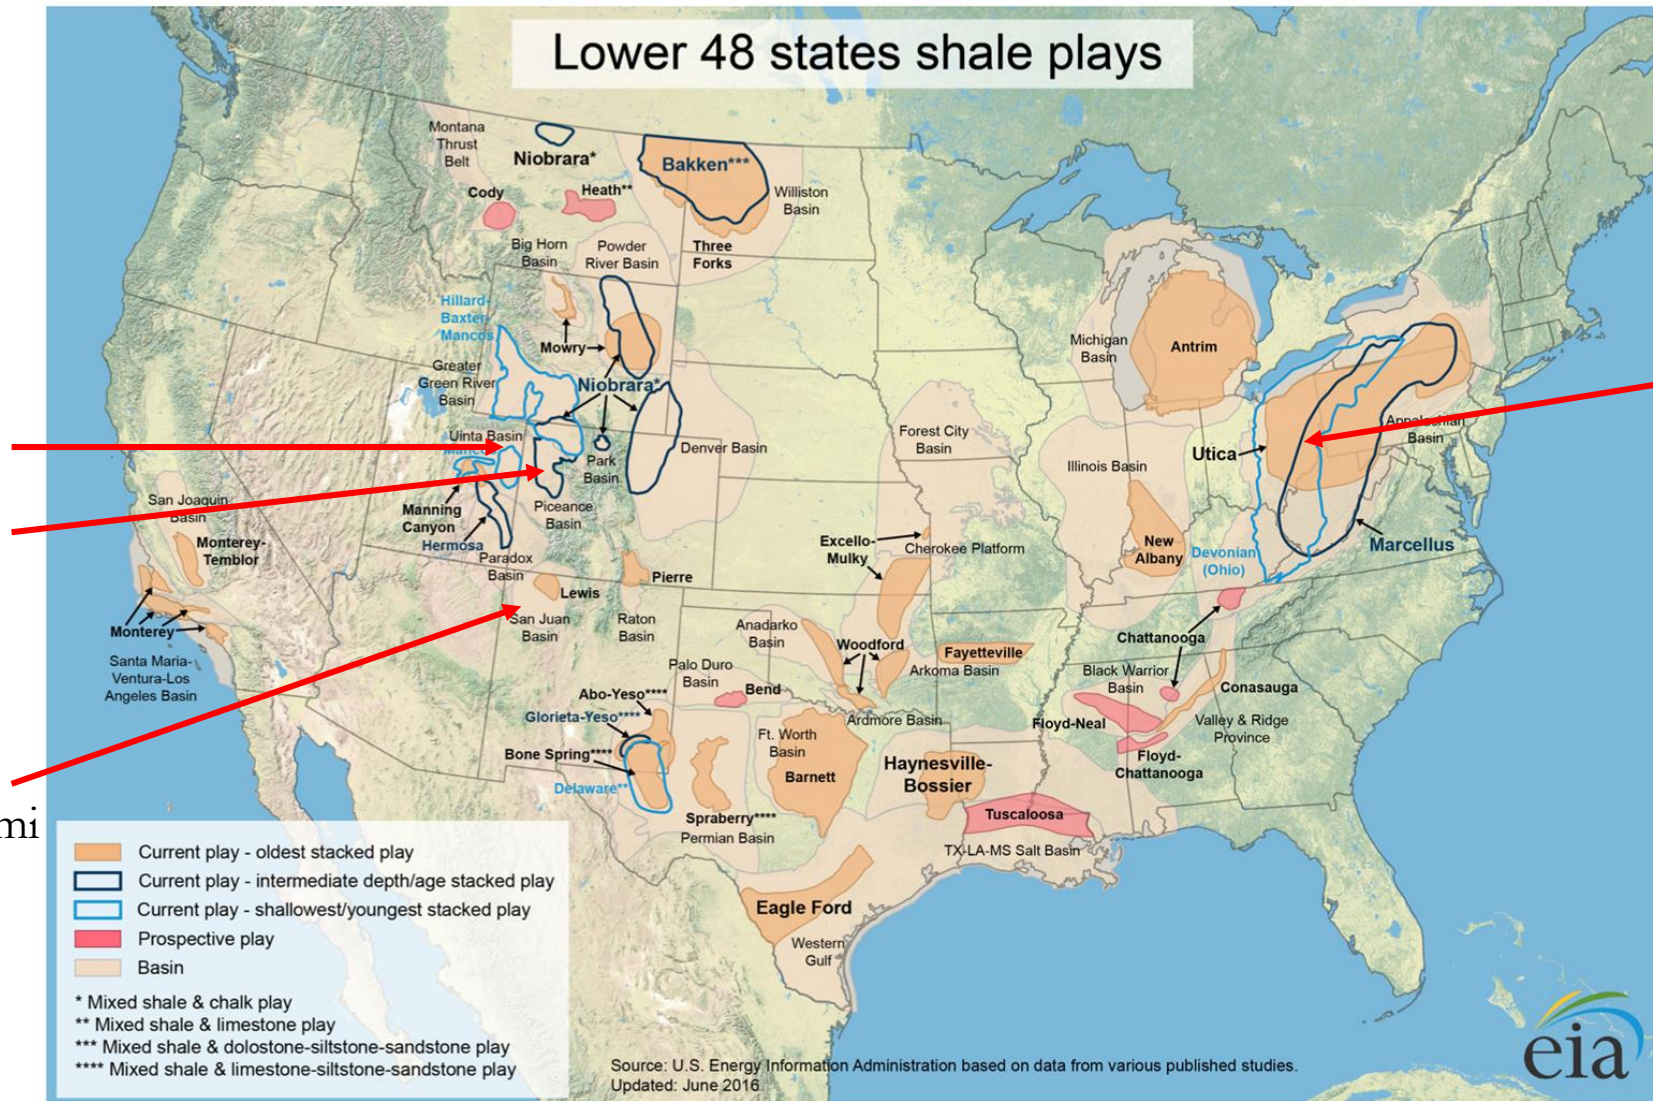 Lower 48 states shale plays
Montana
Thrust
Belt
Niobrara*
Bakken***
Cody
Heath**
Williston
Basin
Big Horn
Basin
Powder
River Basin
Three
Forks
Hillard-
Baxter-
Mancos
Mowry
Greater
Green River
Basin
Niobrara*
Uinta Basin
Mancos
Park
Basin
Denver Basin
Manning
Canyon
Piceance
Basin
Hermosa
Paradox
Basin
San Joaquin
Basin
Monterey-
Temblor
Monterey
Santa Maria-
Ventura-Los
Angeles Basin
Lewis
San Juan
Basin
Pierre
Raton
Basin
Michigan
Basin
Antrim
Forest City
Basin
Illinois Basin
Utica
Appalachian
Basin
Excello-
Mulky
Cherokee Platform
New
Albany
Devonian
(Ohio)
Marcellus
Anadarko
Basin
Woodford
Fayetteville
Arkoma Basin
Chattanooga
Palo Duro
Basin
Bend
Black Warrior
Basin
Conasauga
Abo-Yeso****
Glorieta-Yeso****
Ardmore Basin
Floyd-Neal
Valley & Ridge
Province
Bone Spring****
Ft. Worth
Basin
Barnett
Haynesville-
Bossier
Floyd-
Chattanooga
Delaware**
Spraberry****
Permian Basin
Tuscaloosa
TX-LA-MS Salt Basin
Eagle Ford
Western
Gulf
mi
Current play - oldest stacked play
Current play - intermediate depth/age stacked play
Current play - shallowest/youngest stacked play
Prospective play
Basin
* Mixed shale & chalk play
** Mixed shale & limestone play
*** Mixed shale & dolostone-siltstone-sandstone play
**** Mixed shale & limestone-siltstone-sandstone play
Source: U.S. Energy Information Administration based on data from various published studies.
Updated: June 2016
eia